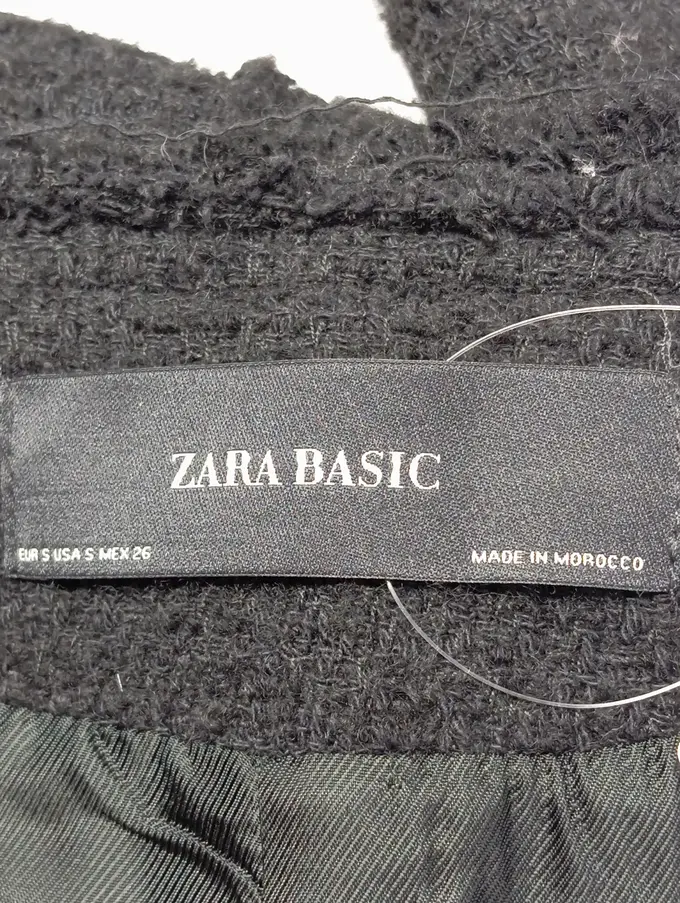 ZARA BASIC
EUR S USA S MEX 26
MADE IN MOROCCO